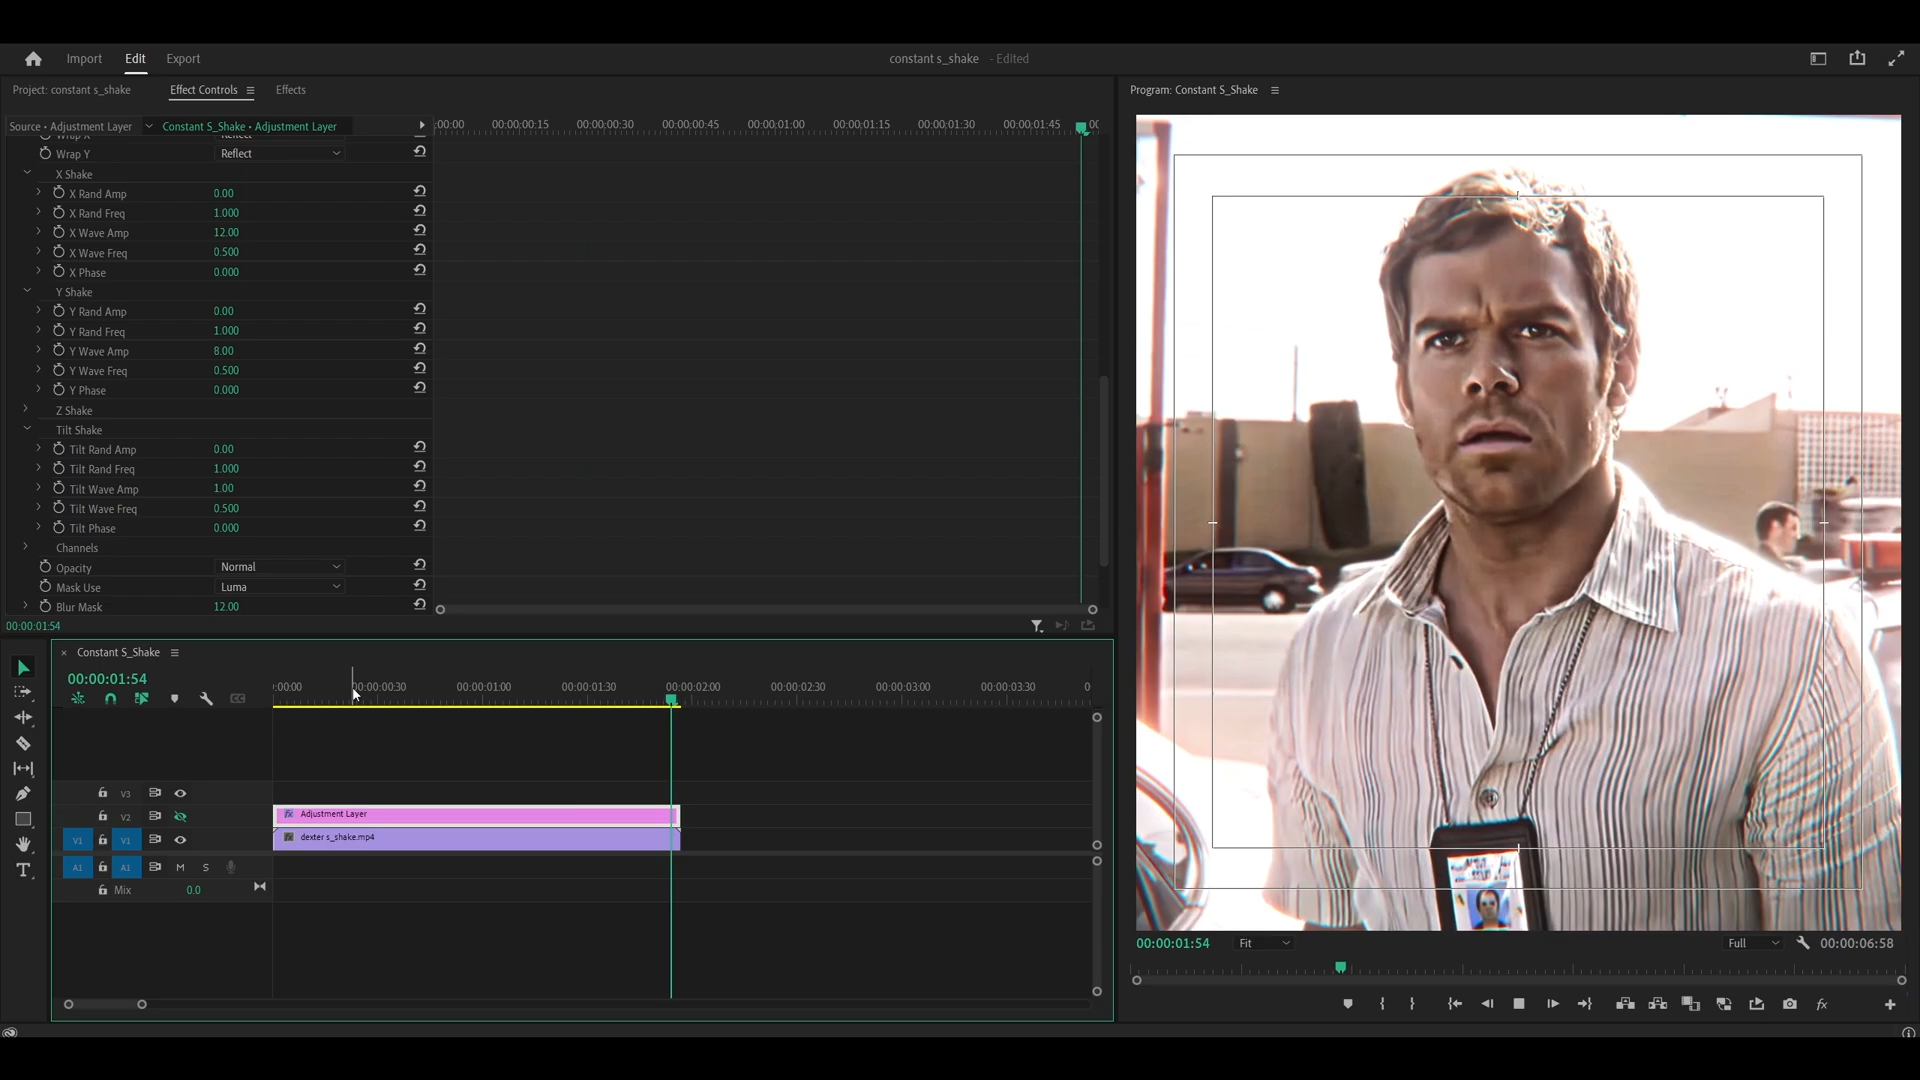 Import Edit Export constant s_shake - Edited
Project: constant s_shake Effect Controls Effects
Source • Adjustment Layer Constant S_Shake • Adjustment Layer
:00:00 00:00:00:15 00:00:00:30 00:00:00:45 00:00:01:00 00:00:01:15 00:00:01:30 00:00:01:45 00
Wrap X Reflect
Wrap Y Reflect
X Shake
X Rand Amp 0.00
X Rand Freq 1.000
X Wave Amp 12.00
X Wave Freq 0.500
X Phase 0.000
Y Shake
Y Rand Amp 0.00
Y Rand Freq 1.000
Y Wave Amp 8.00
Y Wave Freq 0.500
Y Phase 0.000
Z Shake
Tilt Shake
Tilt Rand Amp 0.00
Tilt Rand Freq 1.000
Tilt Wave Amp 1.00
Tilt Wave Freq 0.500
Tilt Phase 0.000
Channels
Opacity Normal
Mask Use Luma
Blur Mask 12.00
00:00:01:54
Constant S_Shake
00:00:01:54
CC
:00:00 00:00:00:30 00:00:01:00 00:00:01:30 00:00:02:00 00:00:02:30 00:00:03:00 00:00:03:30 0
V3
V2 fx Adjustment Layer
V1 V1 fx dexter s_shake.mp4
A1 A1 M S
Mix 0.0
T
Program: Constant S_Shake
00:00:01:54 Fit Full 00:00:06:58
fx